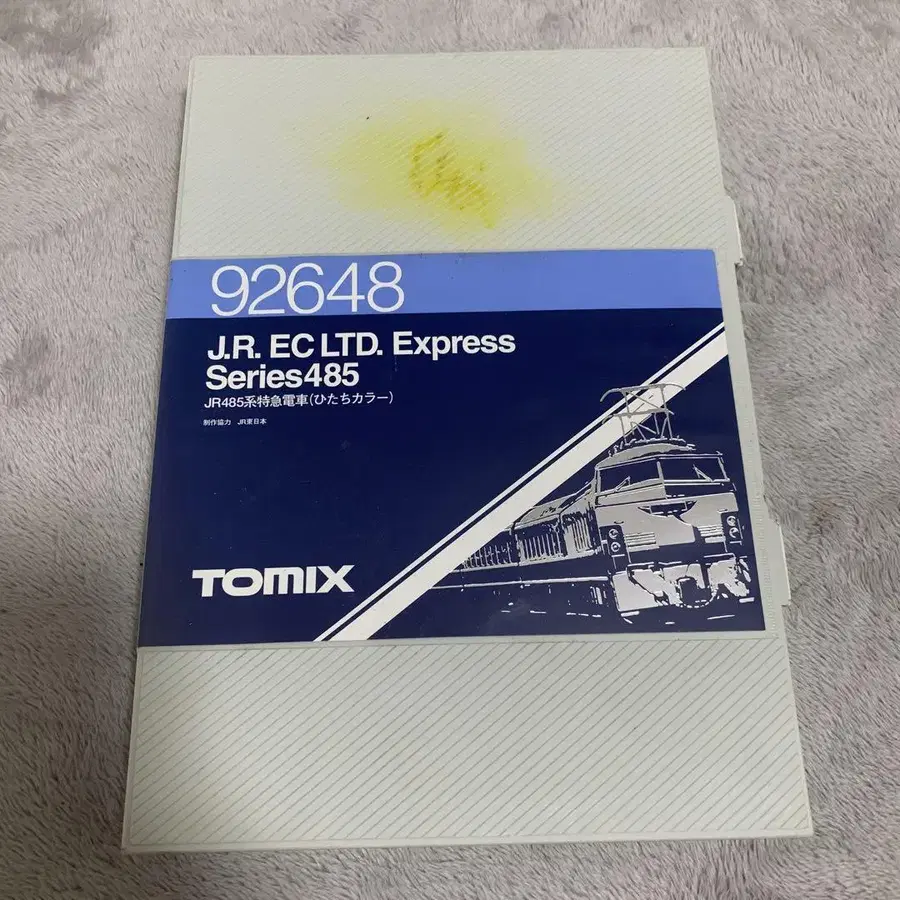 92648
J.R. EC LTD. Express
Series485
JR485系特急電車(ひたちカラー)
制作協力 JR東日本
TOMIX